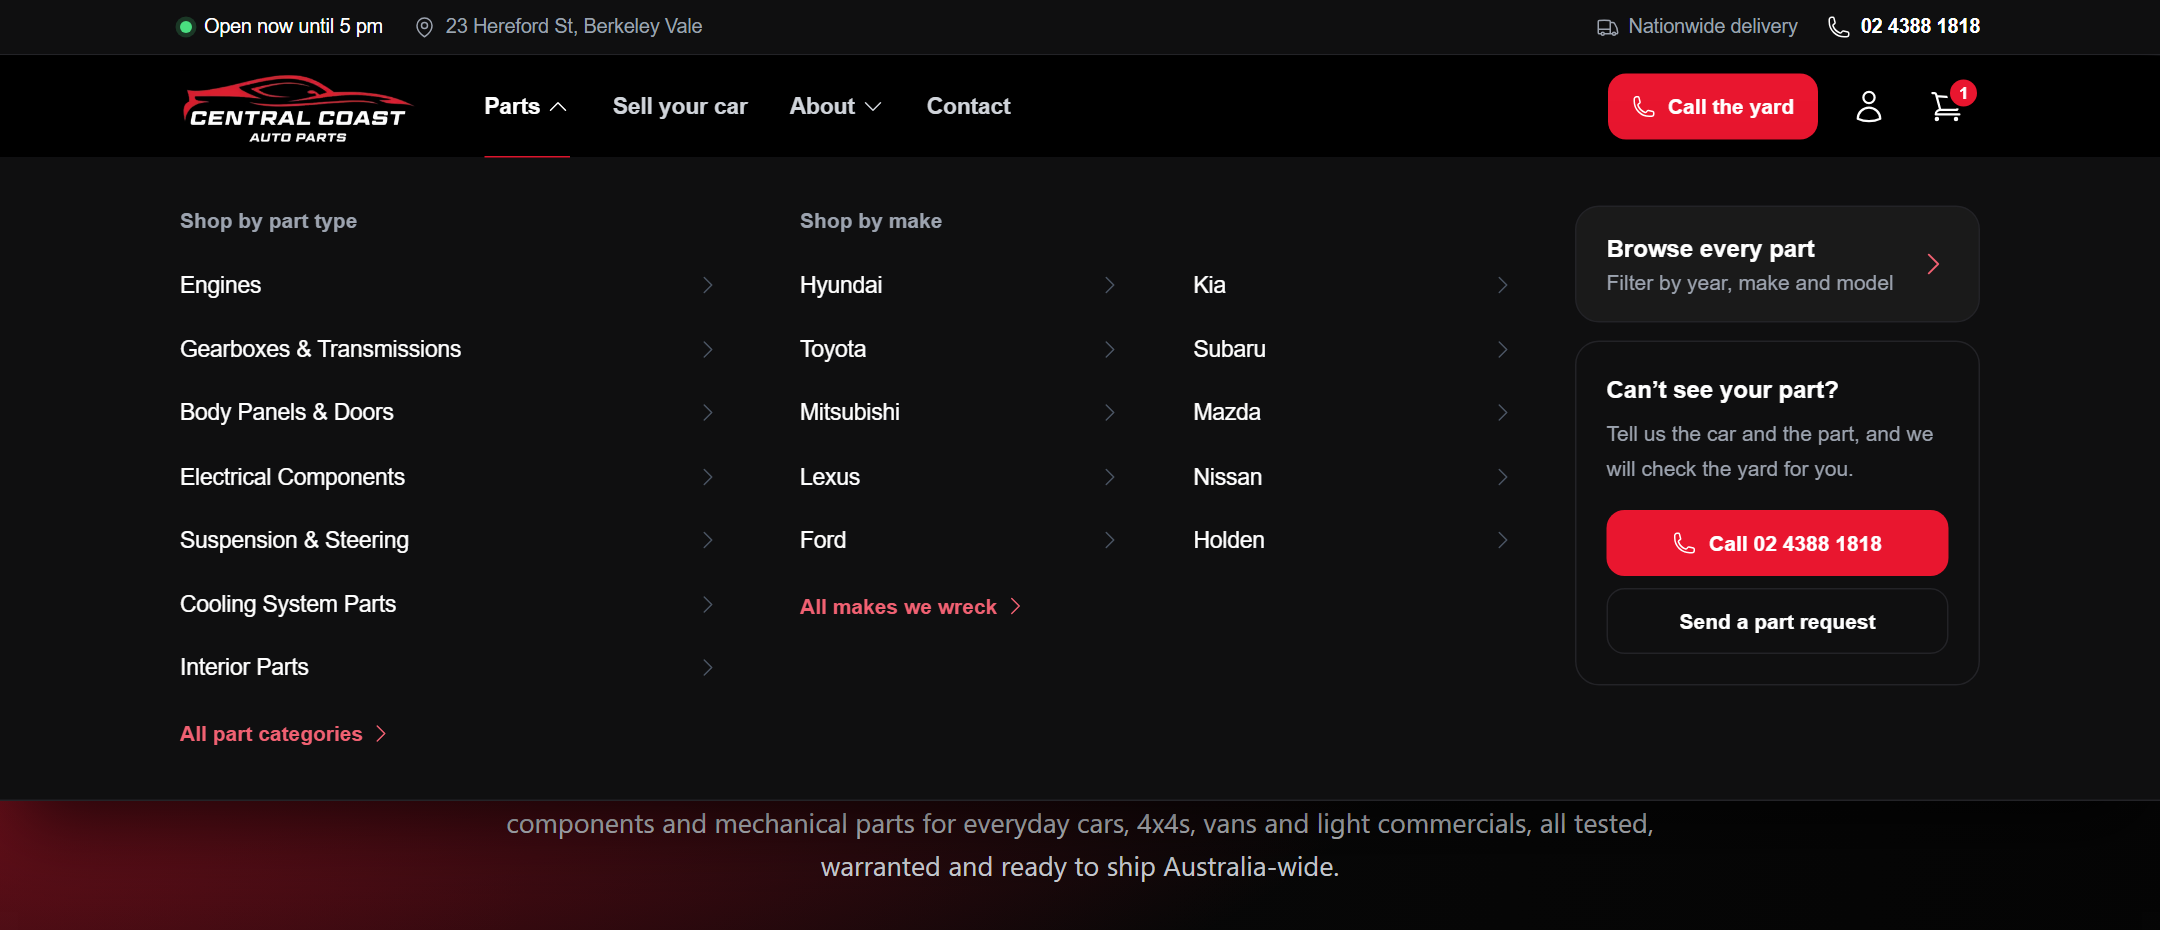 Open now until 5 pm
23 Hereford St, Berkeley Vale
Nationwide delivery
02 4388 1818
CENTRAL COAST
AUTO PARTS
Parts
Sell your car
About
Contact
Call the yard
1
Shop by part type
Engines
Gearboxes & Transmissions
Body Panels & Doors
Electrical Components
Suspension & Steering
Cooling System Parts
Interior Parts
All part categories
Shop by make
Hyundai
Toyota
Mitsubishi
Lexus
Ford
Kia
Subaru
Mazda
Nissan
Holden
All makes we wreck
Browse every part
Filter by year, make and model
Can’t see your part?
Tell us the car and the part, and we
will check the yard for you.
Call 02 4388 1818
Send a part request
components and mechanical parts for everyday cars, 4x4s, vans and light commercials, all tested,
warranted and ready to ship Australia-wide.